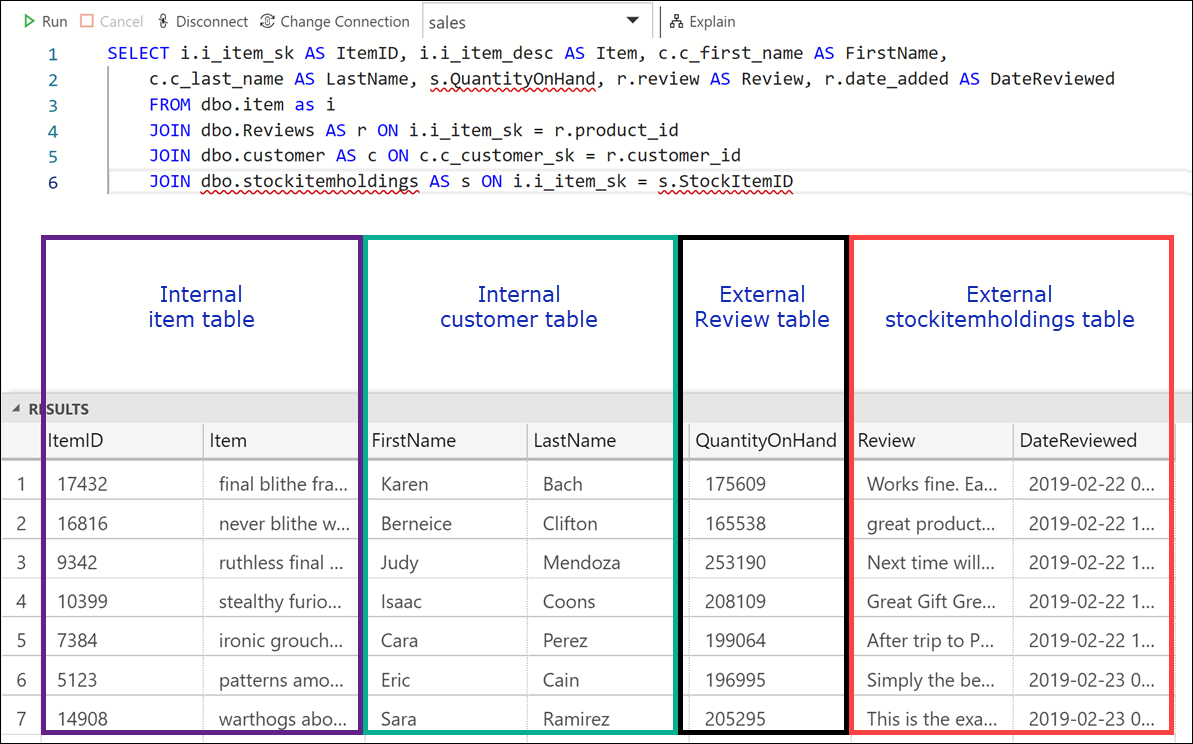 Run Cancel Disconnect Change Connection sales Explain
1 SELECT i.i_item_sk AS ItemID, i.i_item_desc AS Item, c.c_first_name AS FirstName,
2 c.c_last_name AS LastName, s.QuantityOnHand, r.review AS Review, r.date_added AS DateReviewed
3 FROM dbo.item as i
4 JOIN dbo.Reviews AS r ON i.i_item_sk = r.product_id
5 JOIN dbo.customer AS c ON c.c_customer_sk = r.customer_id
6 JOIN dbo.stockitemholdings AS s ON i.i_item_sk = s.StockItemID
Internal Internal External External
item table customer table Review table stockitemholdings table
RESULTS
ItemID Item FirstName LastName QuantityOnHand Review DateReviewed
1 17432 final blithe fra... Karen Bach 175609 Works fine. Ea... 2019-02-22 0...
2 16816 never blithe w... Berneice Clifton 165538 great product... 2019-02-22 1...
3 9342 ruthless final ... Judy Mendoza 253190 Next time will... 2019-02-22 1...
4 10399 stealthy furio... Isaac Coons 208109 Great Gift Gre... 2019-02-22 1...
5 7384 ironic grouch... Cara Perez 199064 After trip to P... 2019-02-22 1...
6 5123 patterns amo... Eric Cain 196995 Simply the be... 2019-02-23 0...
7 14908 warthogs abo... Sara Ramirez 205295 This is the exa... 2019-02-23 0...